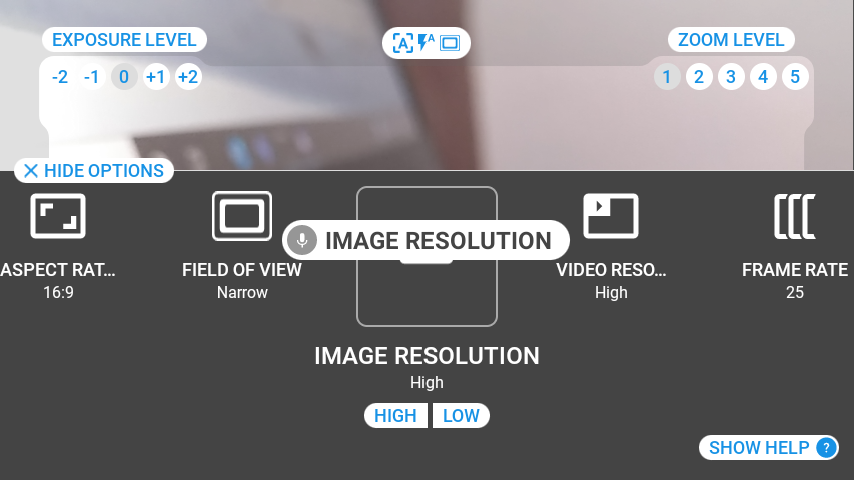 EXPOSURE LEVEL
A A
ZOOM LEVEL
-2 -1 0 +1 +2
1 2 3 4 5
HIDE OPTIONS
IMAGE RESOLUTION
ASPECT RAT...
16:9
FIELD OF VIEW
Narrow
VIDEO RESO...
High
FRAME RATE
25
IMAGE RESOLUTION
High
HIGH LOW
SHOW HELP ?